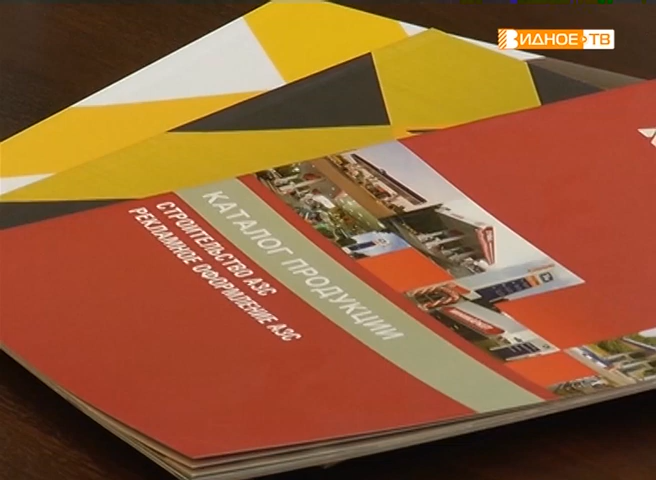 ВИДНОЕ ТВ
КАТАЛОГ ПРОДУКЦИИ
СТРОИТЕЛЬСТВО АЗС
РЕКЛАМНОЕ ОФОРМЛЕНИЕ АЗС